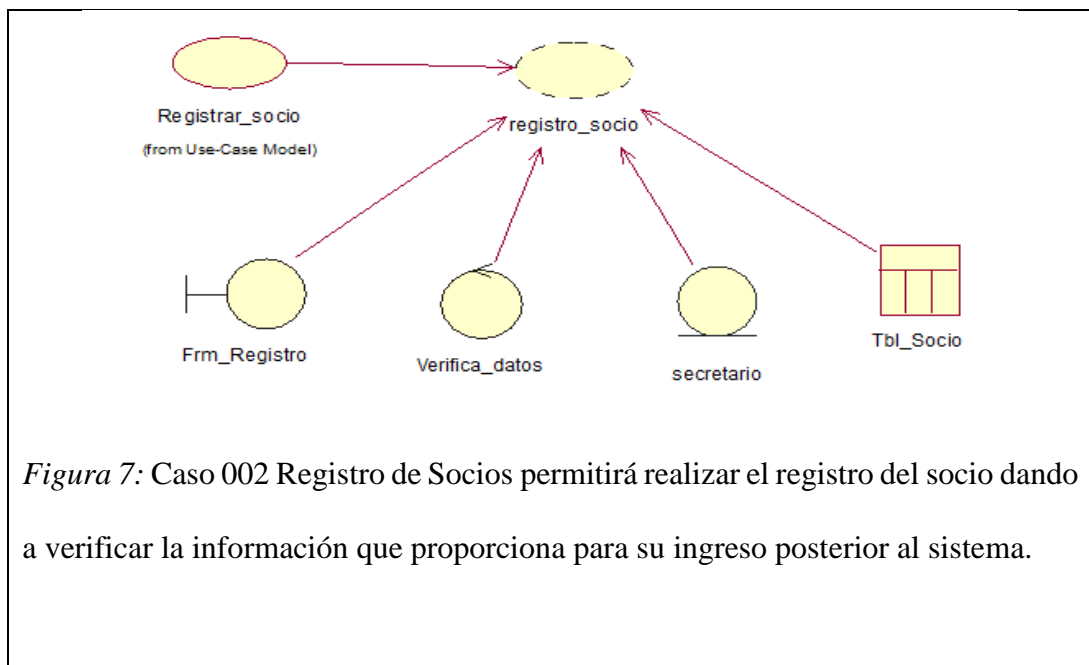 Registrar_socio
(from Use-Case Model)
registro_socio
Frm_Registro
Verifica_datos
secretario
Tbl_Socio
Figura 7: Caso 002 Registro de Socios permitirá realizar el registro del socio dando
a verificar la información que proporciona para su ingreso posterior al sistema.